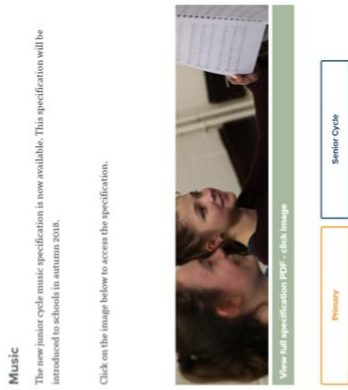 Music
The new junior cycle music specification is now available. This specification will be
introduced to schools in autumn 2018.
Click on the image below to access the specification.
View full specification PDF - click image
Primary
Senior Cycle